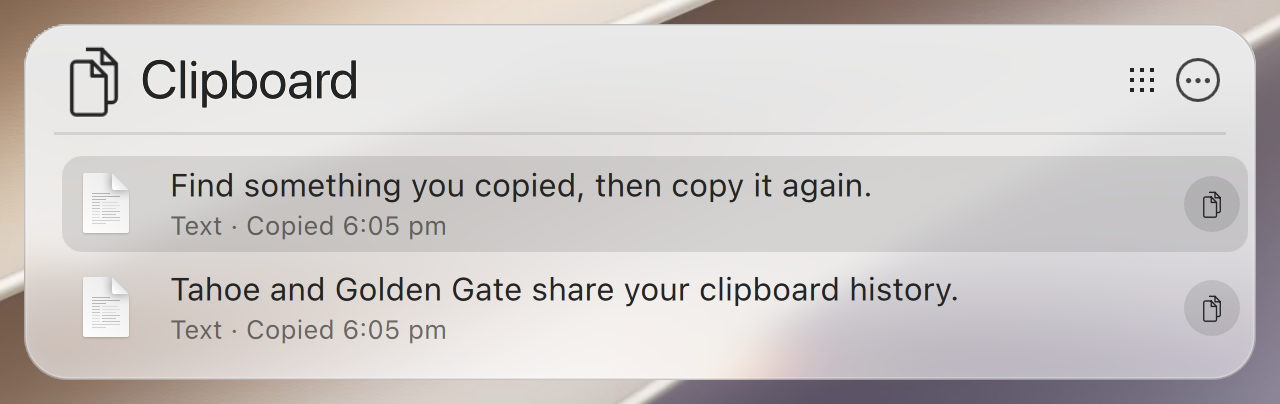 Clipboard
Find something you copied, then copy it again.
Text · Copied 6:05 pm
Tahoe and Golden Gate share your clipboard history.
Text · Copied 6:05 pm